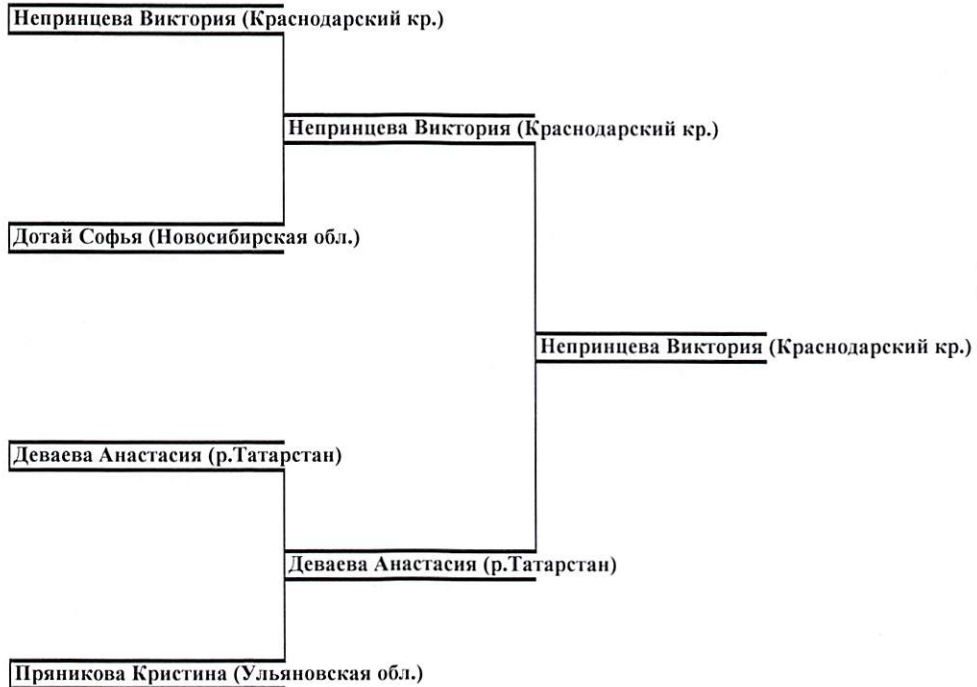 Непринцева Виктория (Краснодарский кр.)
Непринцева Виктория (Краснодарский кр.)
Дотай Софья (Новосибирская обл.)
Непринцева Виктория (Краснодарский кр.)
Деваева Анастасия (р.Татарстан)
Деваева Анастасия (р.Татарстан)
Пряникова Кристина (Ульяновская обл.)